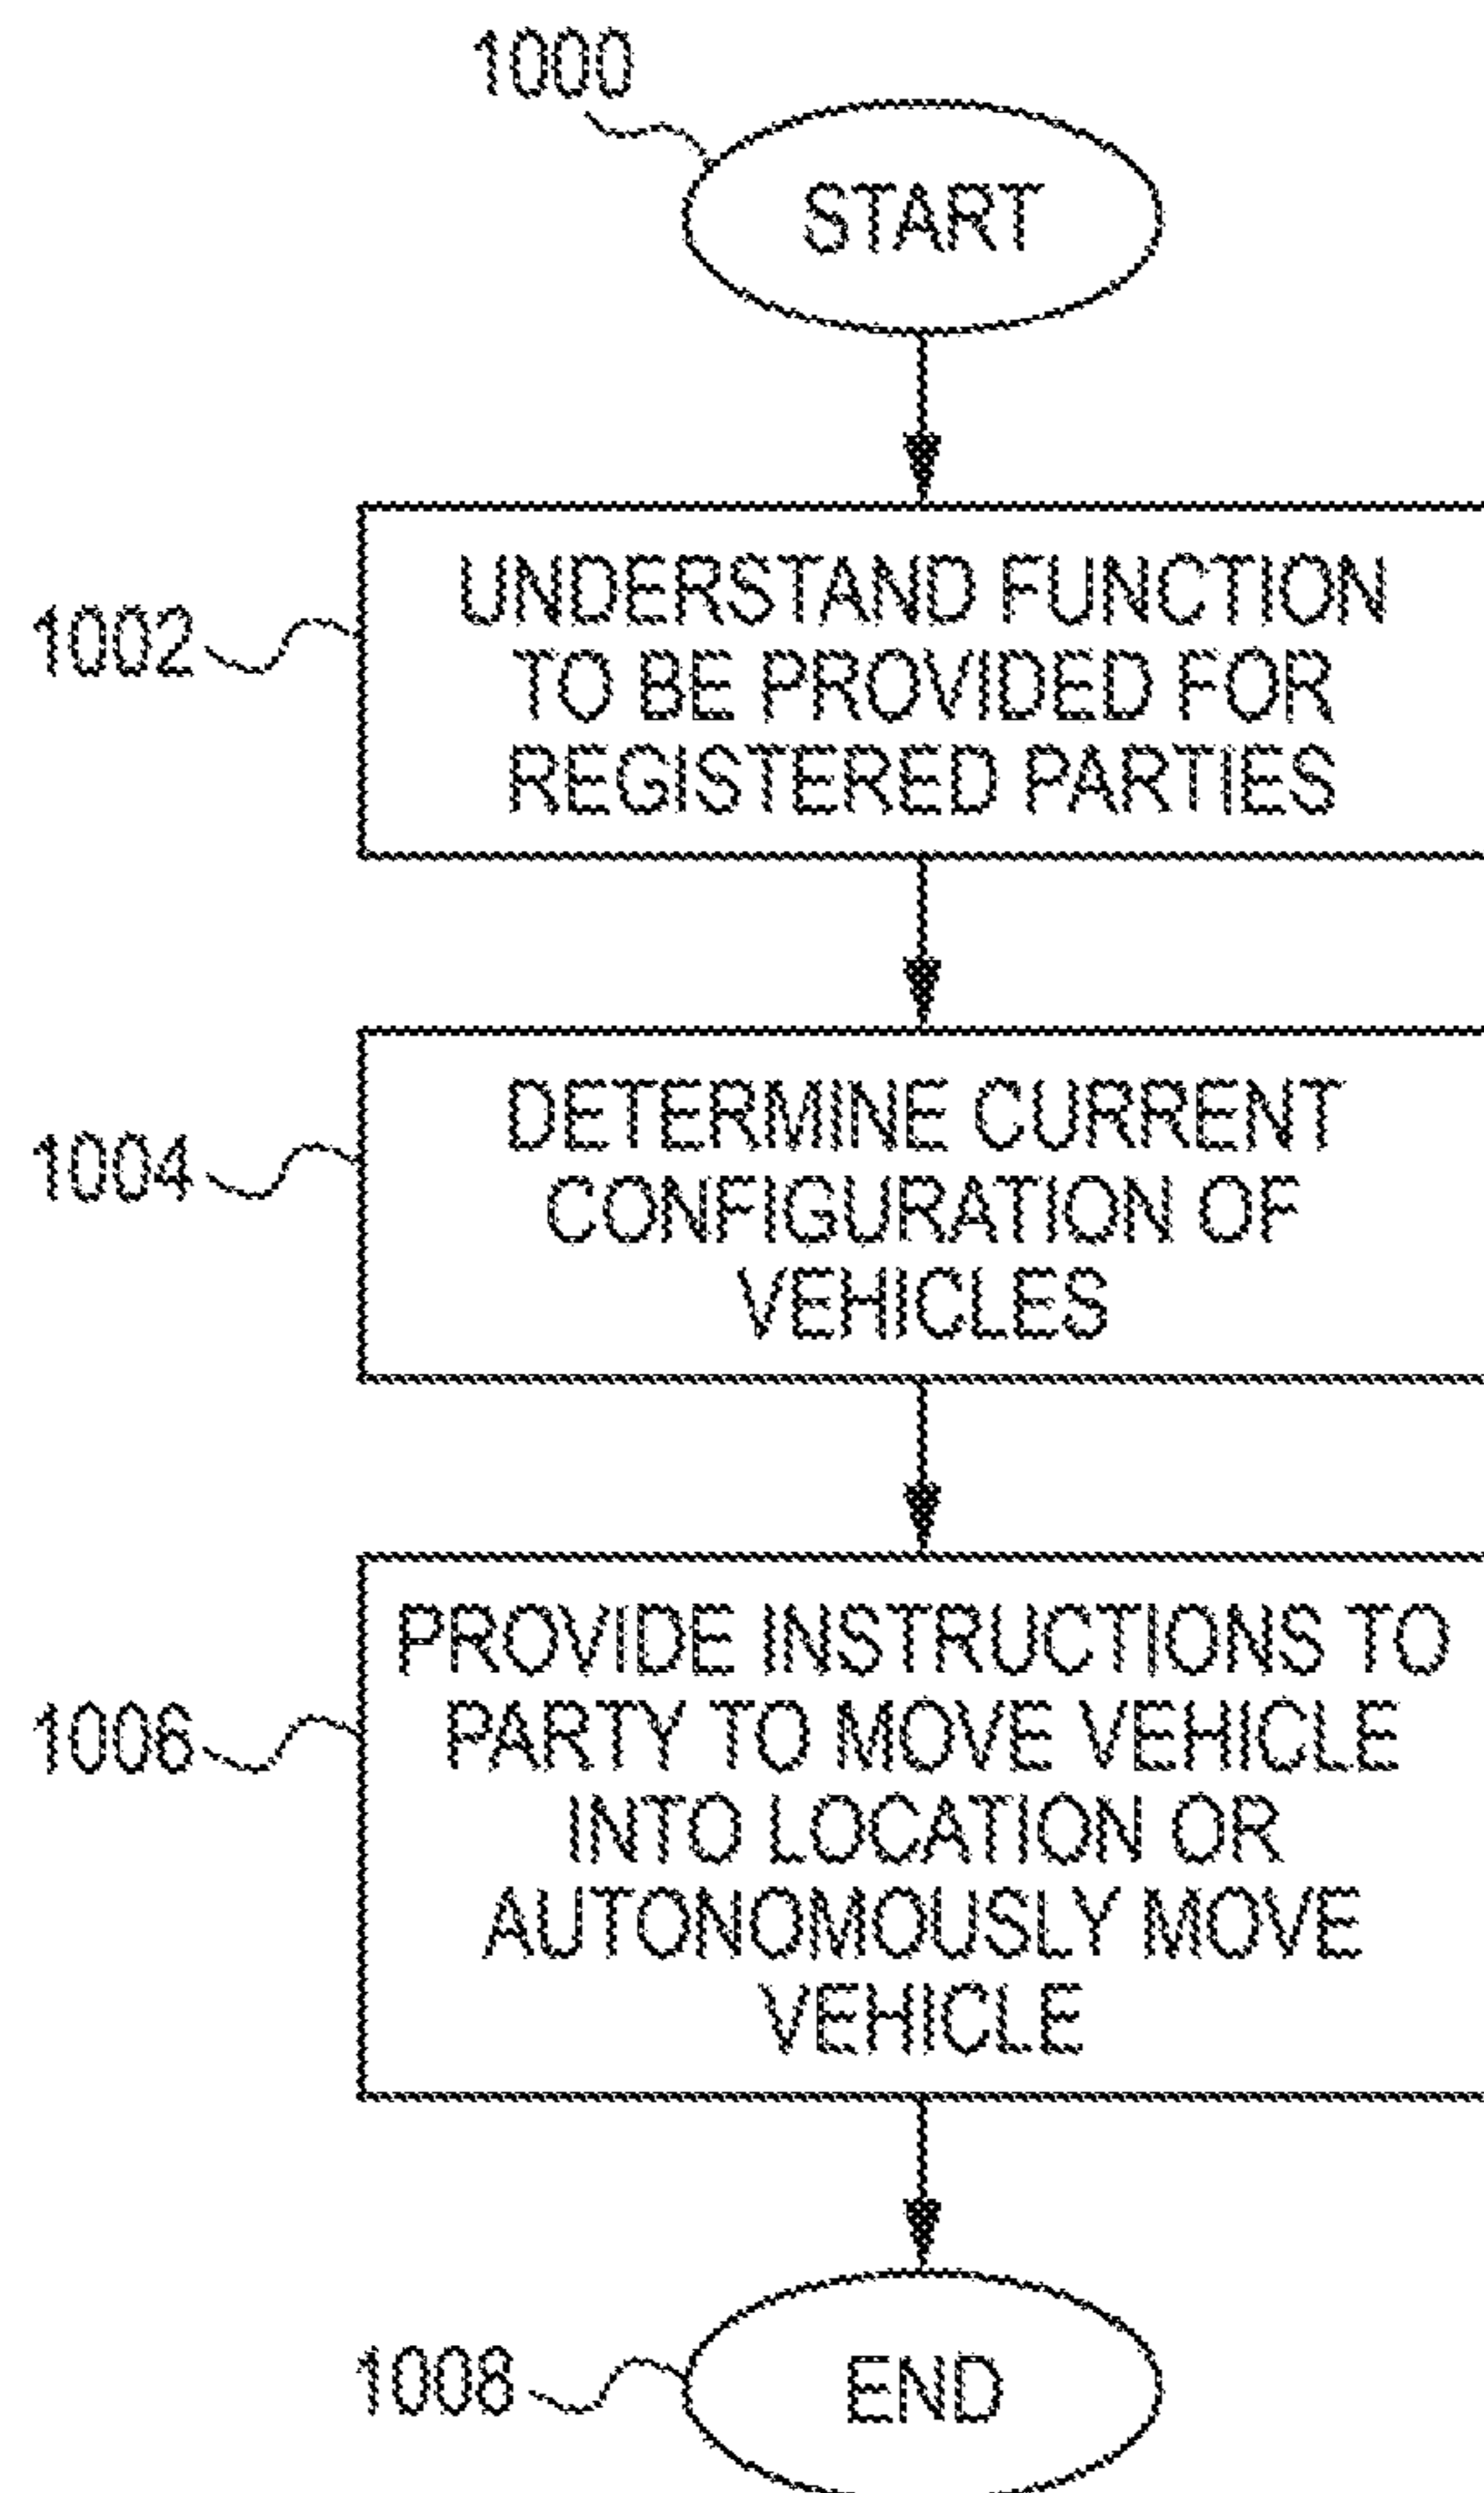 1000
START
1002
UNDERSTAND FUNCTION
TO BE PROVIDED FOR
REGISTERED PARTIES
1004
DETERMINE CURRENT
CONFIGURATION OF
VEHICLES
1006
PROVIDE INSTRUCTIONS TO
PARTY TO MOVE VEHICLE
INTO LOCATION OR
AUTONOMOUSLY MOVE
VEHICLE
1008
END